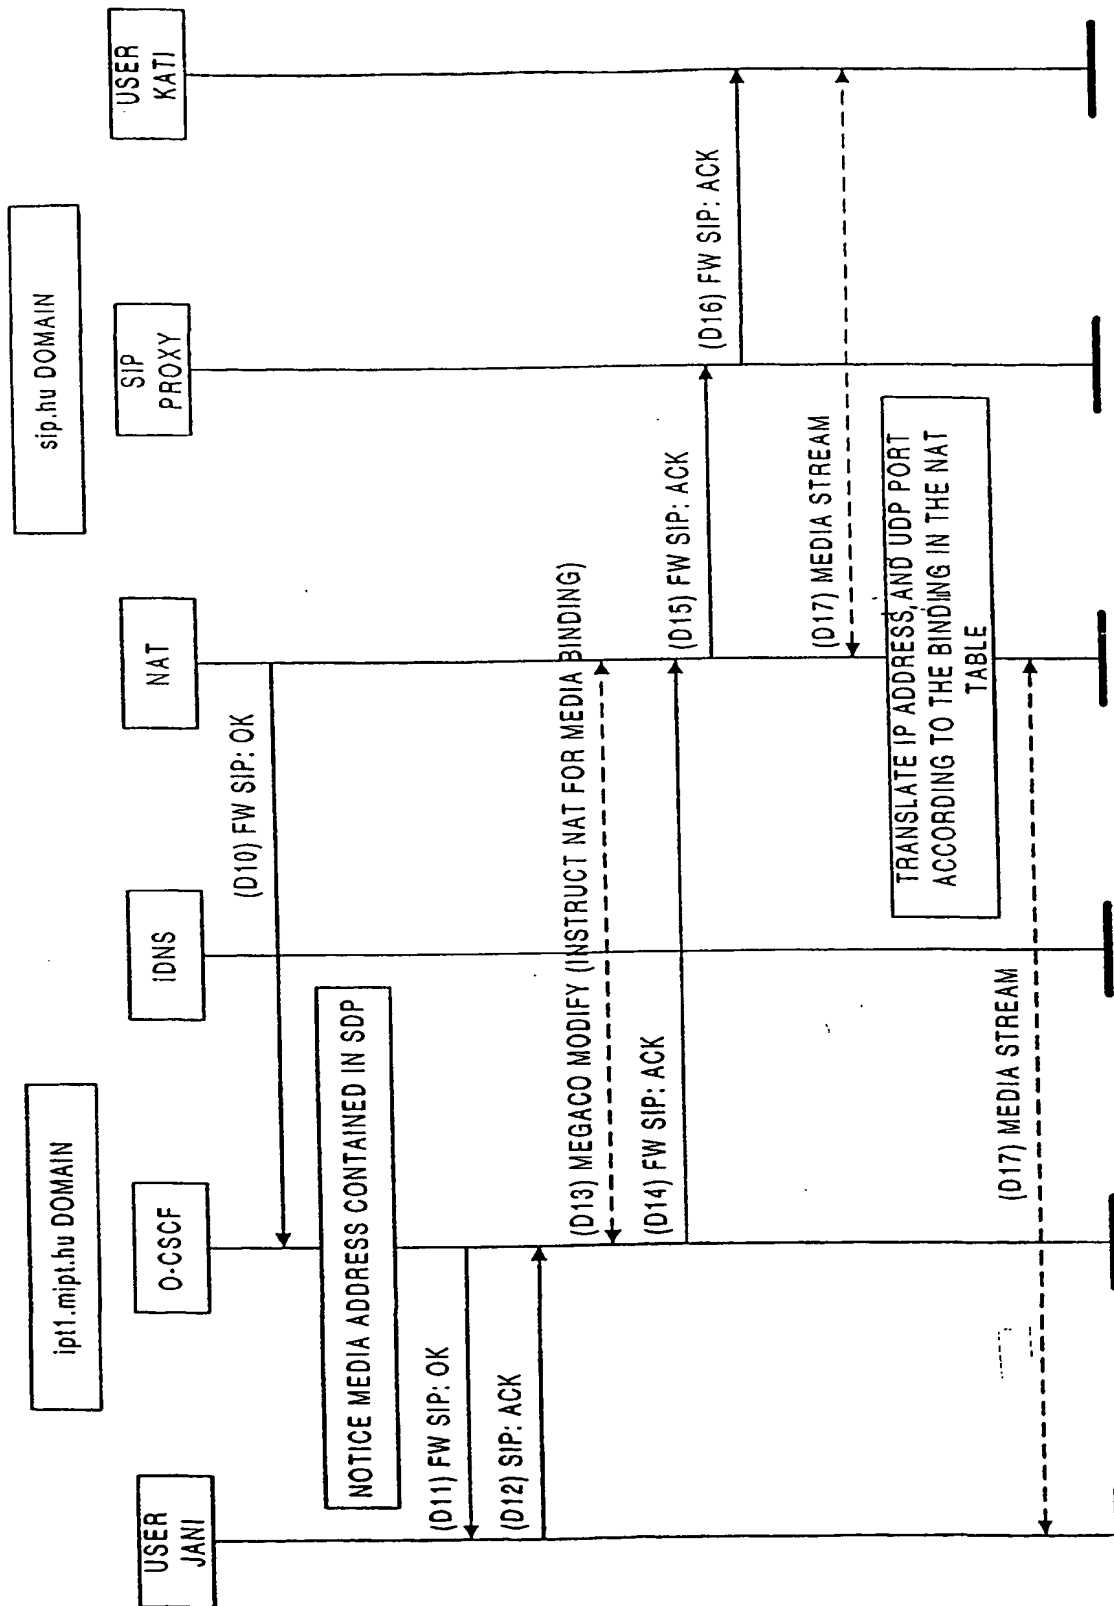 ipt1.mipt.hu DOMAIN
sip.hu DOMAIN
USER
JANI
O-CSCF
IDNS
NAT
SIP
PROXY
USER
KATI
(D10) FW SIP: OK
NOTICE MEDIA ADDRESS CONTAINED IN SDP
(D11) FW SIP: OK
(D12) SIP: ACK
(D13) MEGACO MODIFY (INSTRUCT NAT FOR MEDIA BINDING)
(D14) FW SIP: ACK
(D15) FW SIP: ACK
(D16) FW SIP: ACK
(D17) MEDIA STREAM
TRANSLATE IP ADDRESS, AND UDP PORT
ACCORDING TO THE BINDING IN THE NAT
TABLE
(D17) MEDIA STREAM